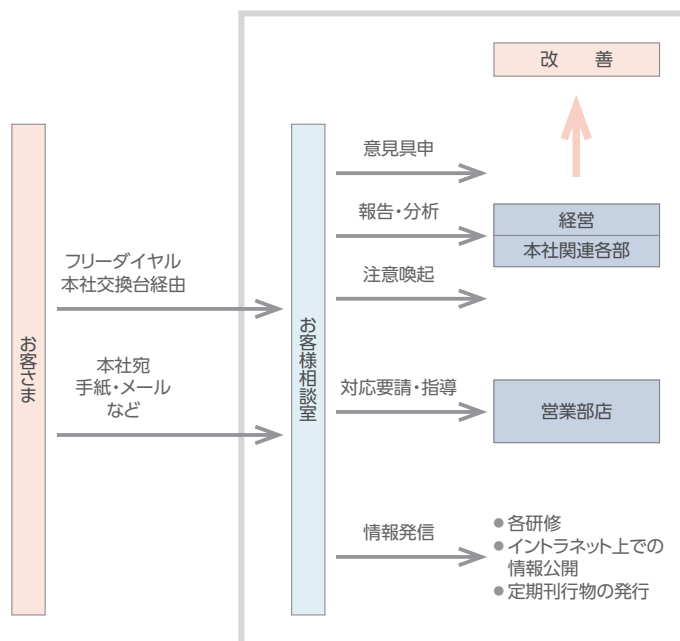 お客さま
フリーダイヤル
本社交換台経由
本社宛
手紙・メール
など
お客様相談室
意見具申
報告・分析
注意喚起
対応要請・指導
情報発信
改　善
経営
本社関連各部
営業部店
●各研修
●イントラネット上での
情報公開
●定期刊行物の発行